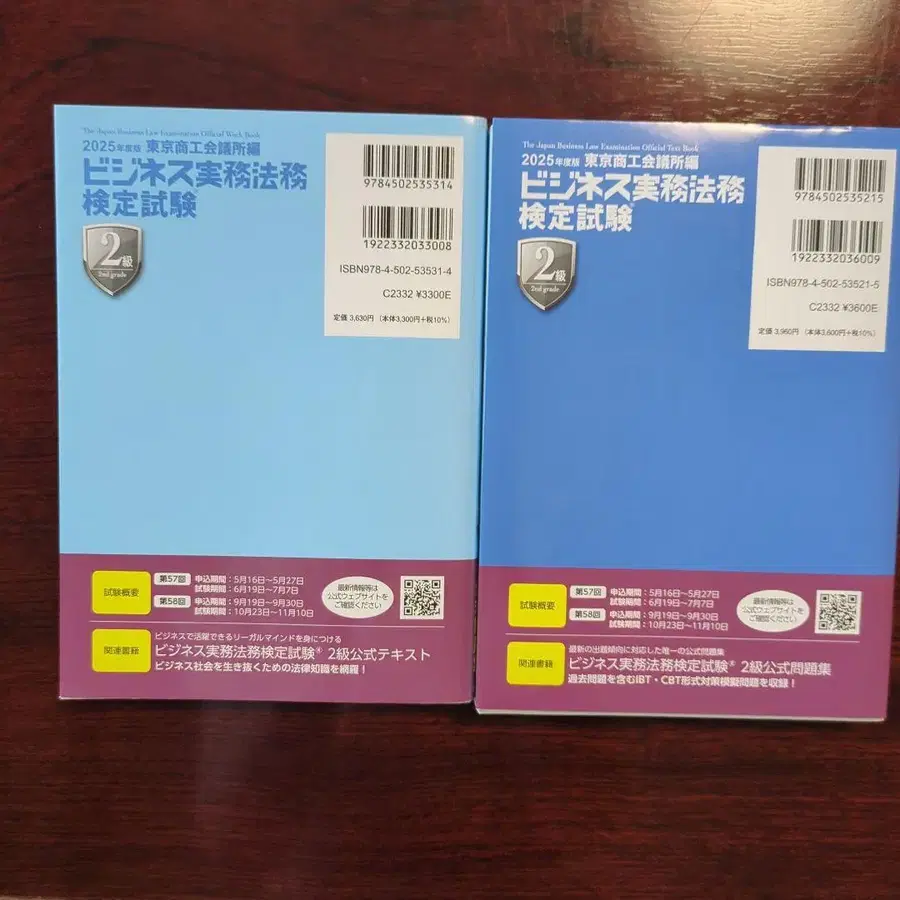 The Japan Business Law Examination Official Work Book
2025年度版 東京商工会議所編
ビジネス実務法務
検定試験
2級
2nd grade
9784502535314
1922332033008
ISBN978-4-502-53531-4
C2332 ¥3300E
定価 3,630円 (本体3,300円+税10%)
試験概要
第57回 申込期間:5月16日~5月27日
試験期間:6月19日~7月7日
第58回 申込期間:9月19日~9月30日
試験期間:10月23日~11月10日
最新情報等は
公式ウェブサイトを
ご確認ください
関連書籍
ビジネスで活躍できるリーガルマインドを身につける
ビジネス実務法務検定試験® 2級公式テキスト
ビジネス社会を生き抜くための法律知識を網羅!
The Japan Business Law Examination Official Text Book
2025年度版 東京商工会議所編
ビジネス実務法務
検定試験
2級
2nd grade
9784502535215
1922332036009
ISBN978-4-502-53521-5
C2332 ¥3600E
定価 3,960円 (本体3,600円+税10%)
試験概要
第57回 申込期間:5月16日~5月27日
試験期間:6月19日~7月7日
第58回 申込期間:9月19日~9月30日
試験期間:10月23日~11月10日
最新情報等は
公式ウェブサイトを
ご確認ください
関連書籍
最新の出題傾向に対応した唯一の公式問題集
ビジネス実務法務検定試験® 2級公式問題集
過去問題を含むIBT・CBT形式対策模擬問題を収録!